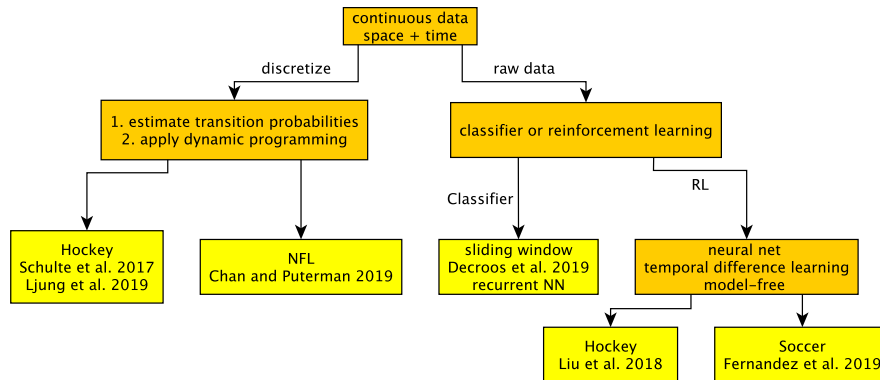 continuous data
space + time
discretize
raw data
1. estimate transition probabilities
2. apply dynamic programming
classifier or reinforcement learning
Classifier
RL
Hockey
Schulte et al. 2017
Ljung et al. 2019
NFL
Chan and Puterman 2019
sliding window
Decroos et al. 2019
recurrent NN
neural net
temporal difference learning
model-free
Hockey
Liu et al. 2018
Soccer
Fernandez et al. 2019